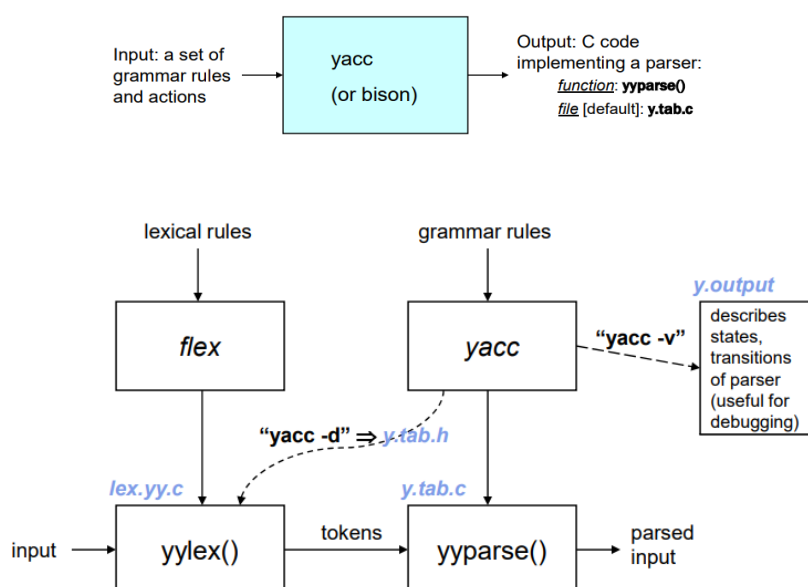 Input: a set of
grammar rules
and actions
yacc
(or bison)
Output: C code
implementing a parser:
function: yyparse()
file [default]: y.tab.c
lexical rules
grammar rules
flex
yacc
"yacc -v"
y.output
describes
states,
transitions
of parser
(useful for
debugging)
"yacc -d" ⇒ y.tab.h
lex.yy.c
y.tab.c
input
yylex()
tokens
yyparse()
parsed
input